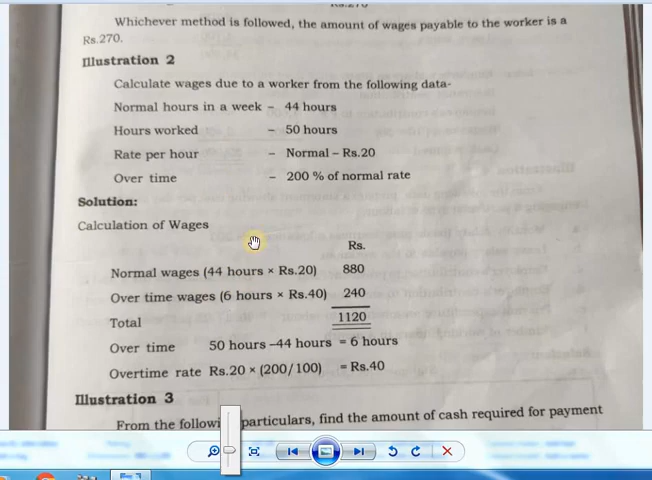 Whichever method is followed, the amount of wages payable to the worker is a
Rs.270.
Illustration 2
Calculate wages due to a worker from the following data-
Normal hours in a week – 44 hours
Hours worked – 50 hours
Rate per hour – Normal – Rs.20
Over time – 200 % of normal rate
Solution:
Calculation of Wages
Rs.
Normal wages (44 hours × Rs.20) 880
Over time wages (6 hours × Rs.40) 240
Total 1120
Over time 50 hours –44 hours = 6 hours
Overtime rate Rs.20 × (200/100) = Rs.40
Illustration 3
From the followi particulars, find the amount of cash required for payment